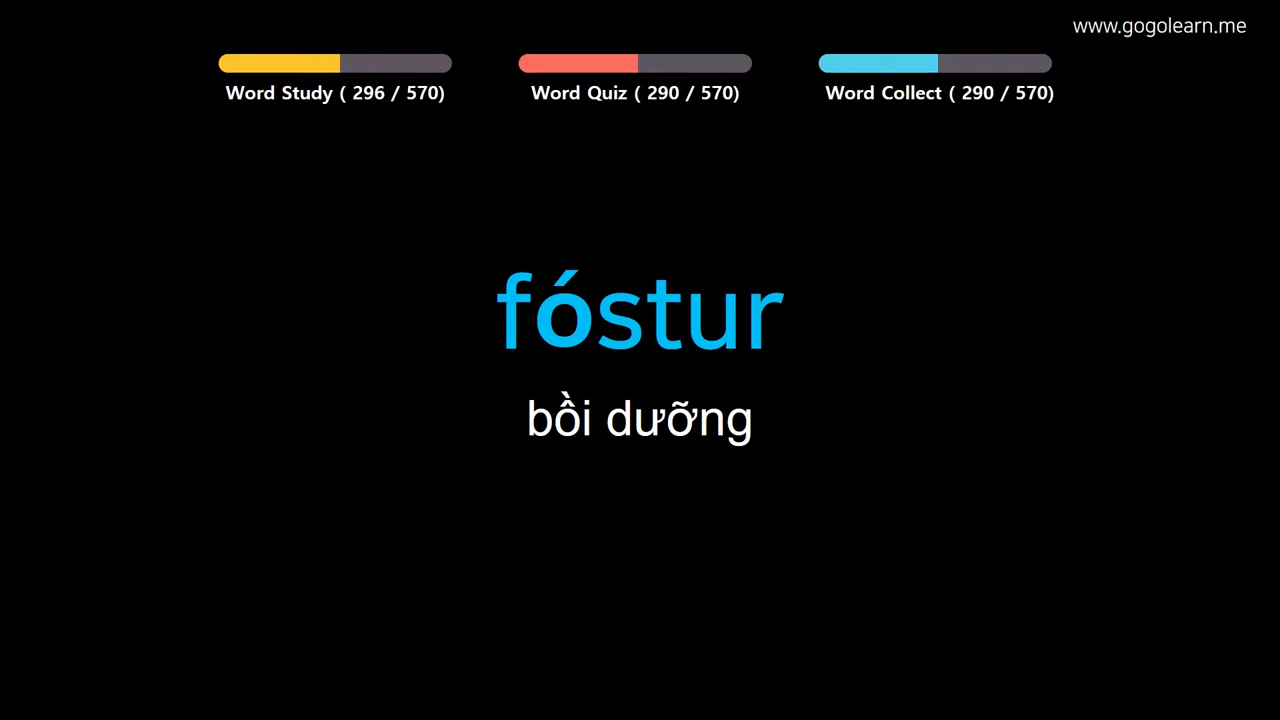 www.gogolearn.me
Word Study ( 296 / 570)
Word Quiz ( 290 / 570)
Word Collect ( 290 / 570)
fóstur
bồi dưỡng